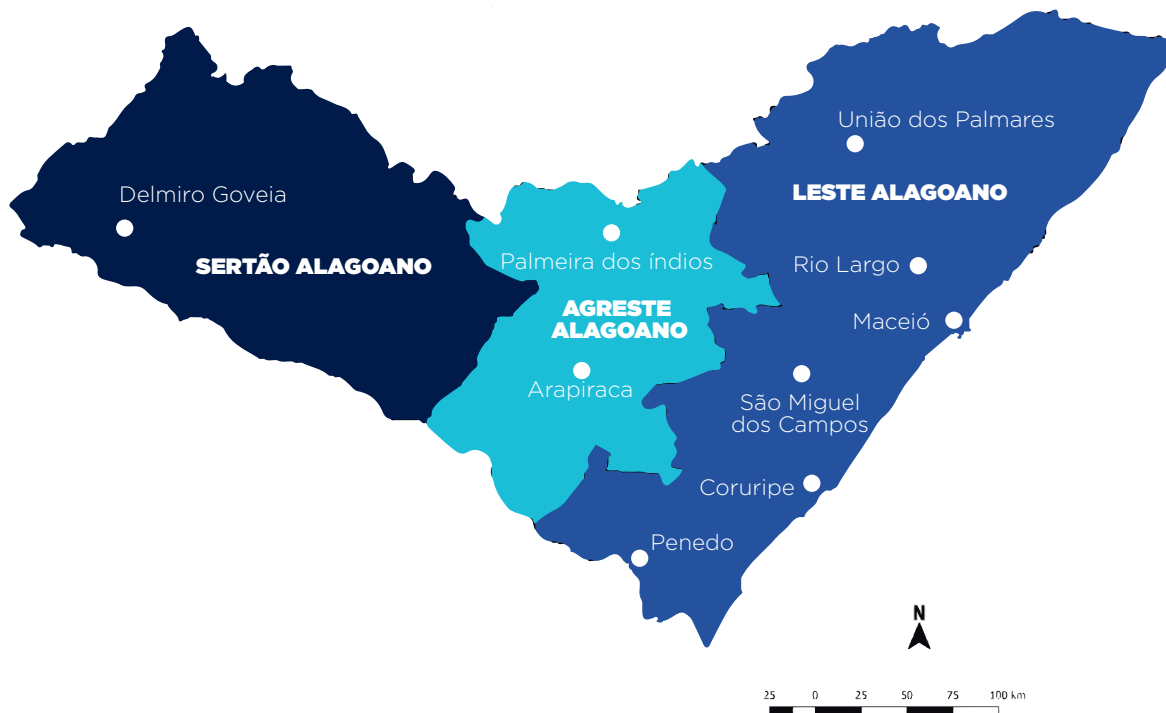 União dos Palmares
Delmiro Goveia
LESTE ALAGOANO
SERTÃO ALAGOANO
Palmeira dos índios
Rio Largo
AGRESTE
ALAGOANO
Maceió
Arapiraca
São Miguel
dos Campos
Coruripe
Penedo
N
25 0 25 50 75 100 km